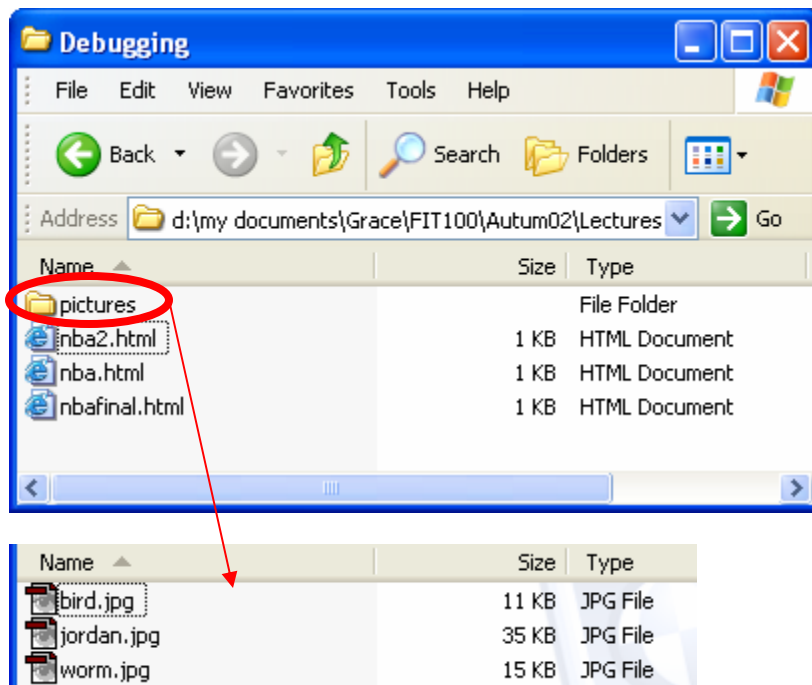 Debugging
File Edit View Favorites Tools Help
Back Search Folders
Address d:\my documents\Grace\FIT100\Autum02\Lectures Go
Name Size Type
pictures File Folder
nba2.html 1 KB HTML Document
nba.html 1 KB HTML Document
nbafinal.html 1 KB HTML Document
Name Size Type
bird.jpg 11 KB JPG File
jordan.jpg 35 KB JPG File
worm.jpg 15 KB JPG File